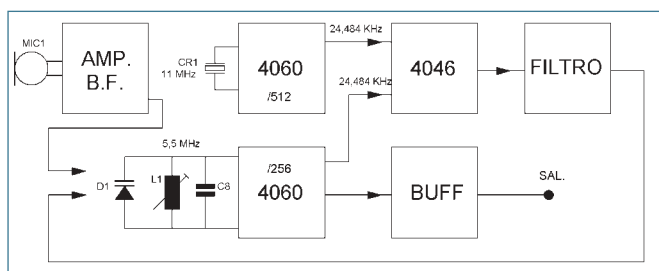 MIC1
AMP.
B.F.
CR1
11 MHz
4060
/512
24,484 KHz
24,484 KHz
4046
FILTRO
5,5 MHz
D1
L1
C8
/256
4060
BUFF
SAL.